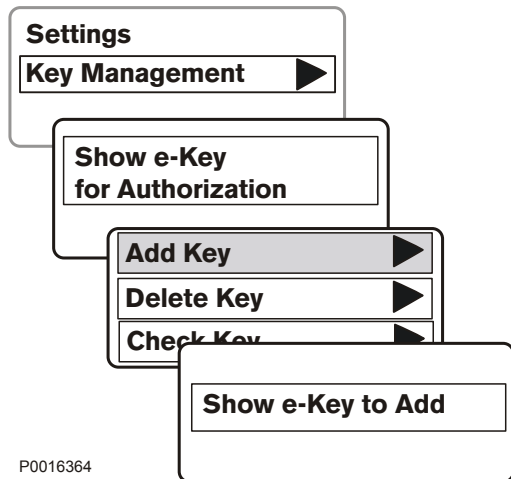 Settings
Key Management
Show e-Key
for Authorization
Add Key
Delete Key
Check Key
Show e-Key to Add
P0016364